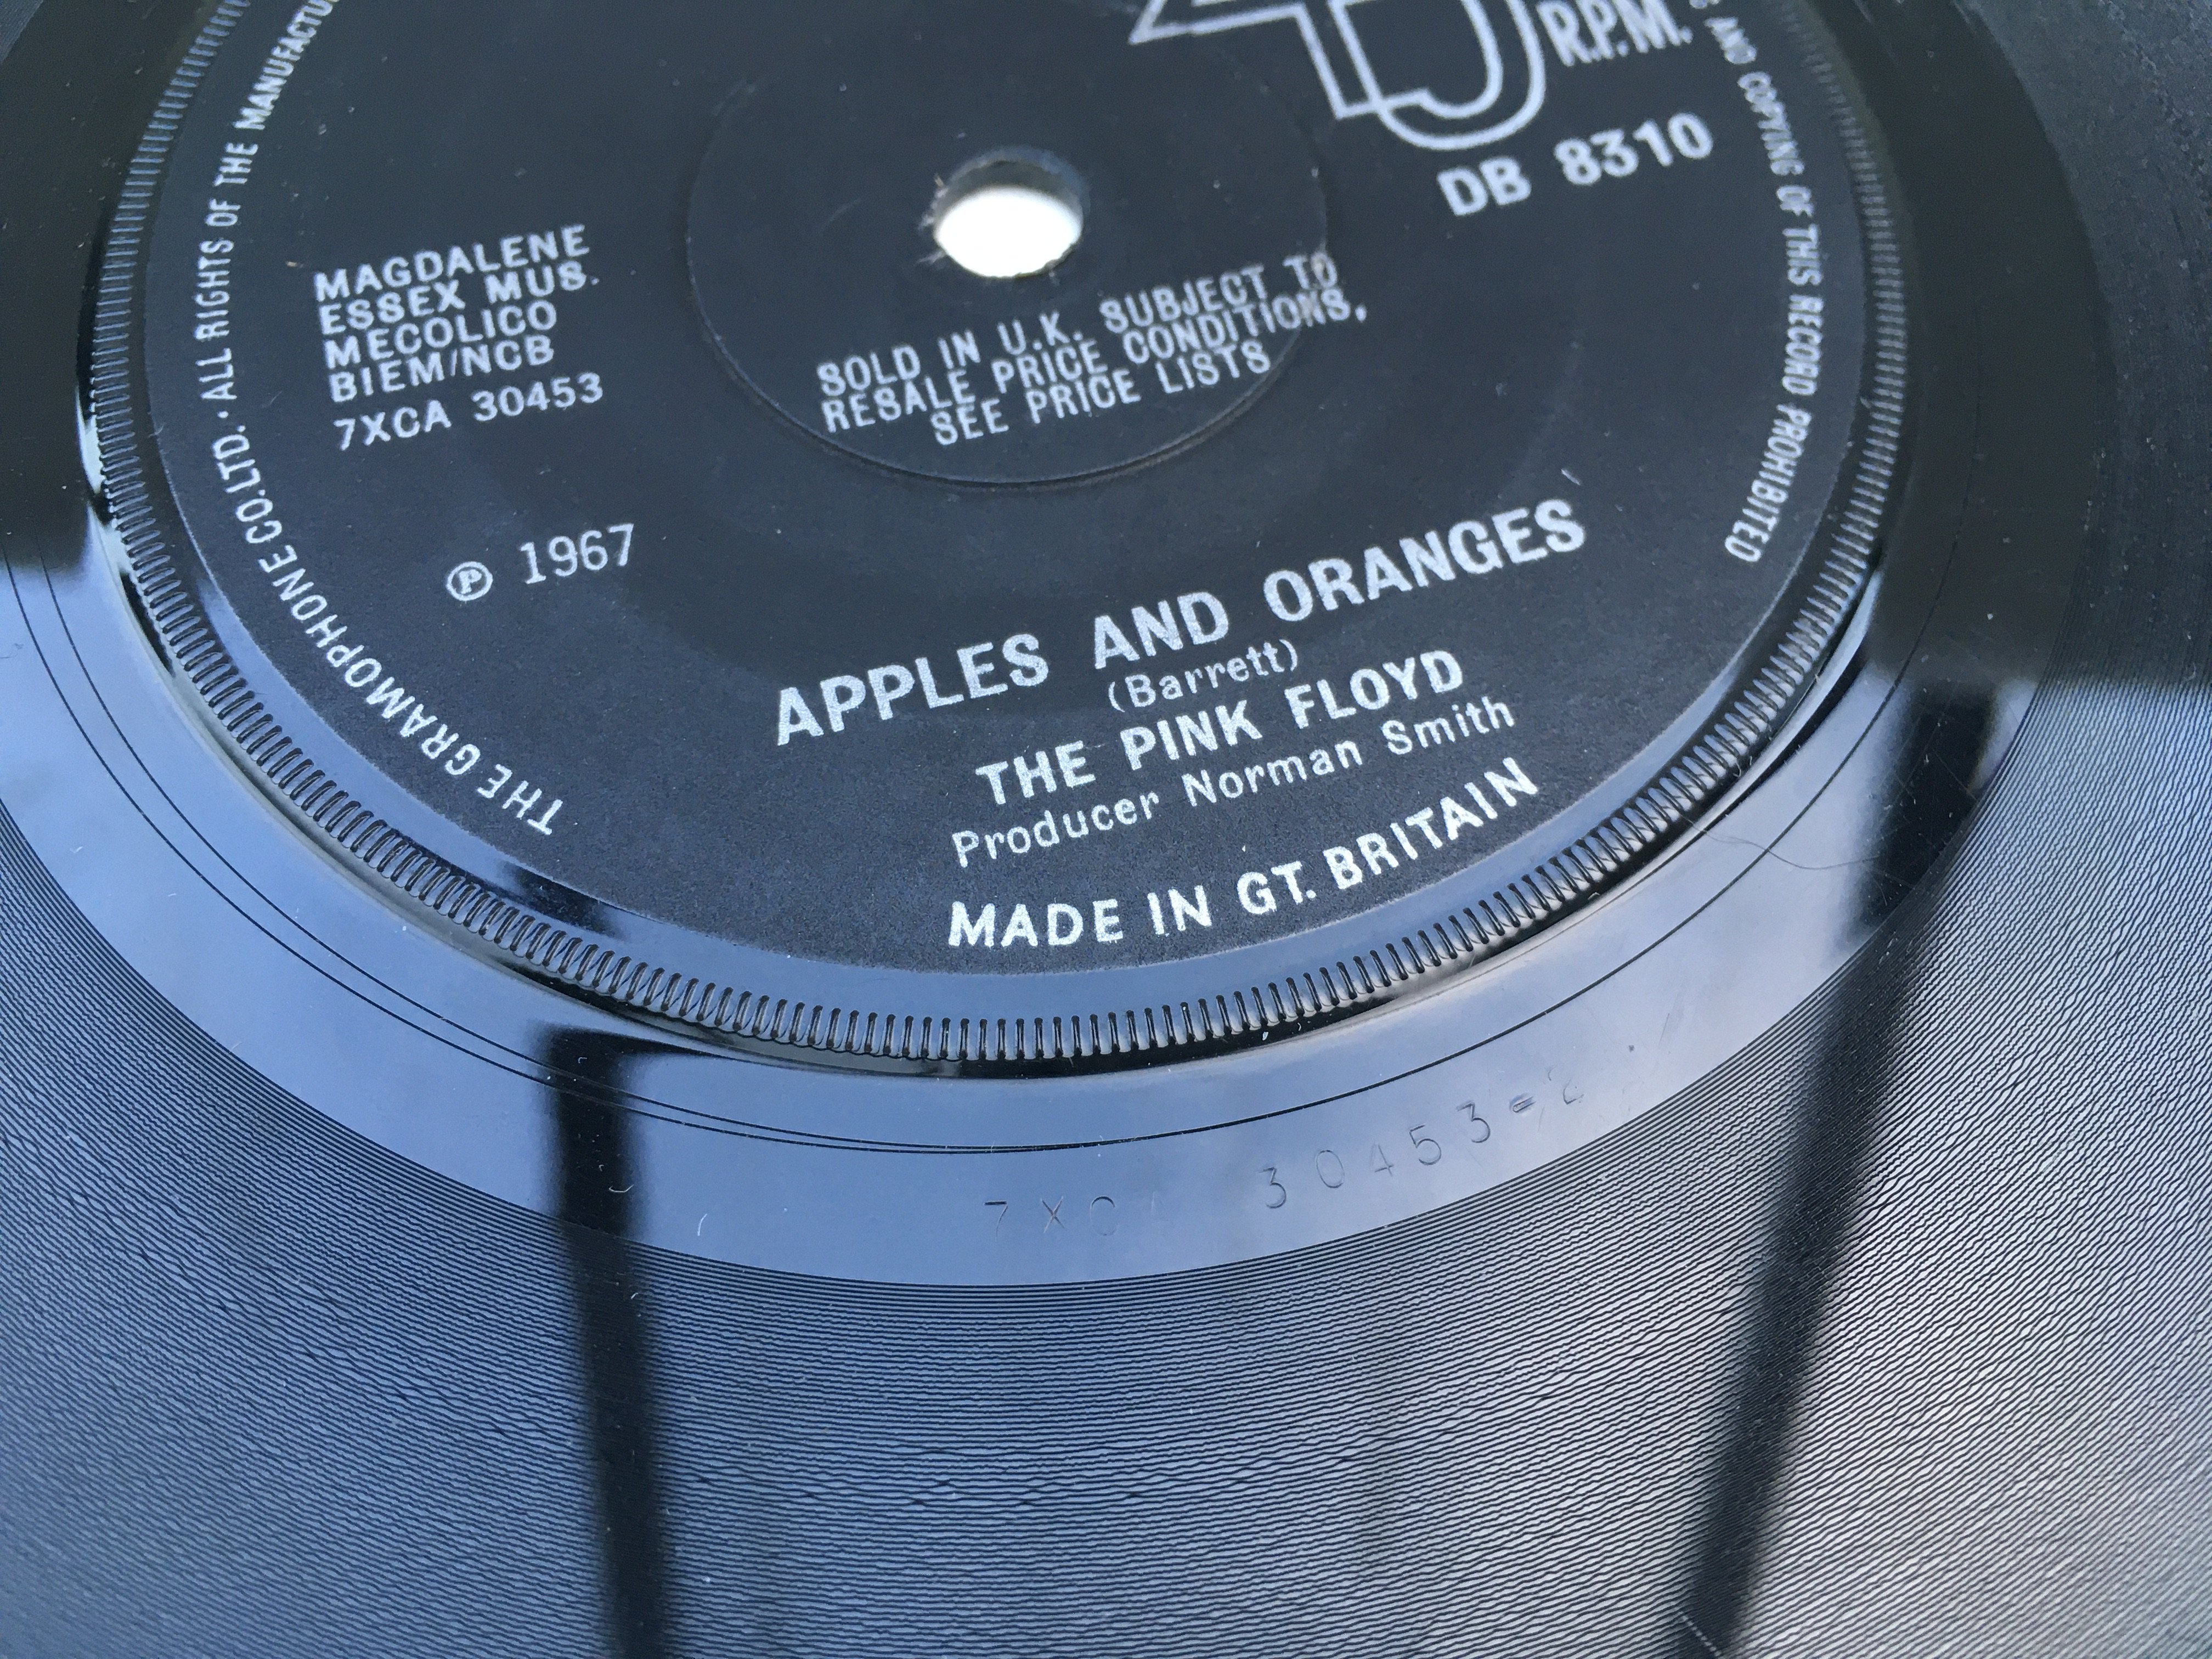 45
R.P.M.
DB 8310
MAGDALENE
ESSEX MUS.
MECOLICO
BIEM/NCB
7XCA 30453
SOLD IN U.K. SUBJECT TO
RESALE PRICE CONDITIONS,
SEE PRICE LISTS
Ⓟ 1967
APPLES AND ORANGES
(Barrett)
THE PINK FLOYD
Producer Norman Smith
MADE IN GT. BRITAIN
THE GRAMOPHONE CO. LTD. · ALL RIGHTS OF THE
AND COPYING OF THIS RECORD PROHIBITED
7XCA 30453-2